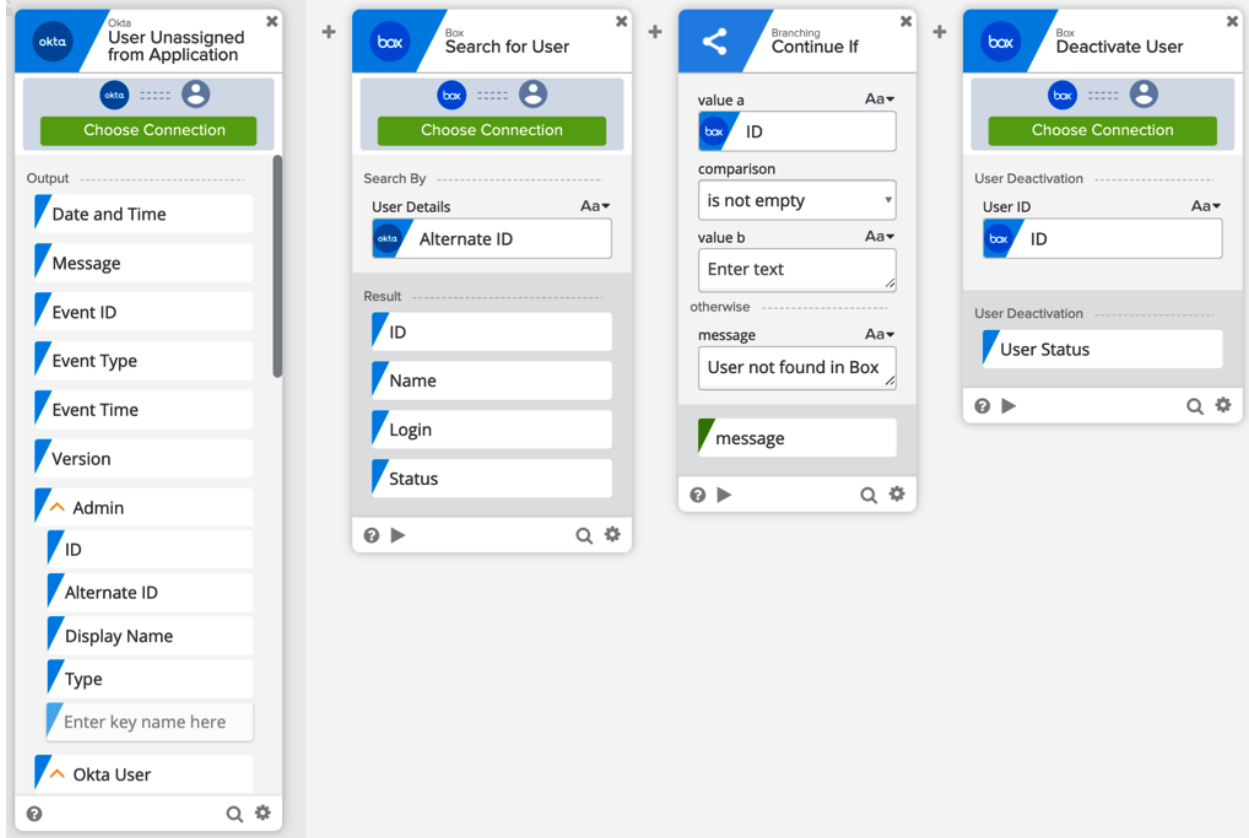 okta
Okta
User Unassigned
from Application
okta
Choose Connection
Output
Date and Time
Message
Event ID
Event Type
Event Time
Version
Admin
ID
Alternate ID
Display Name
Type
Enter key name here
Okta User
box
Box
Search for User
box
Choose Connection
Search By
User Details
Aa
okta
Alternate ID
Result
ID
Name
Login
Status
Branching
Continue If
value a
Aa
box
ID
comparison
is not empty
value b
Aa
Enter text
otherwise
message
Aa
User not found in Box
message
box
Box
Deactivate User
box
Choose Connection
User Deactivation
User ID
Aa
box
ID
User Deactivation
User Status